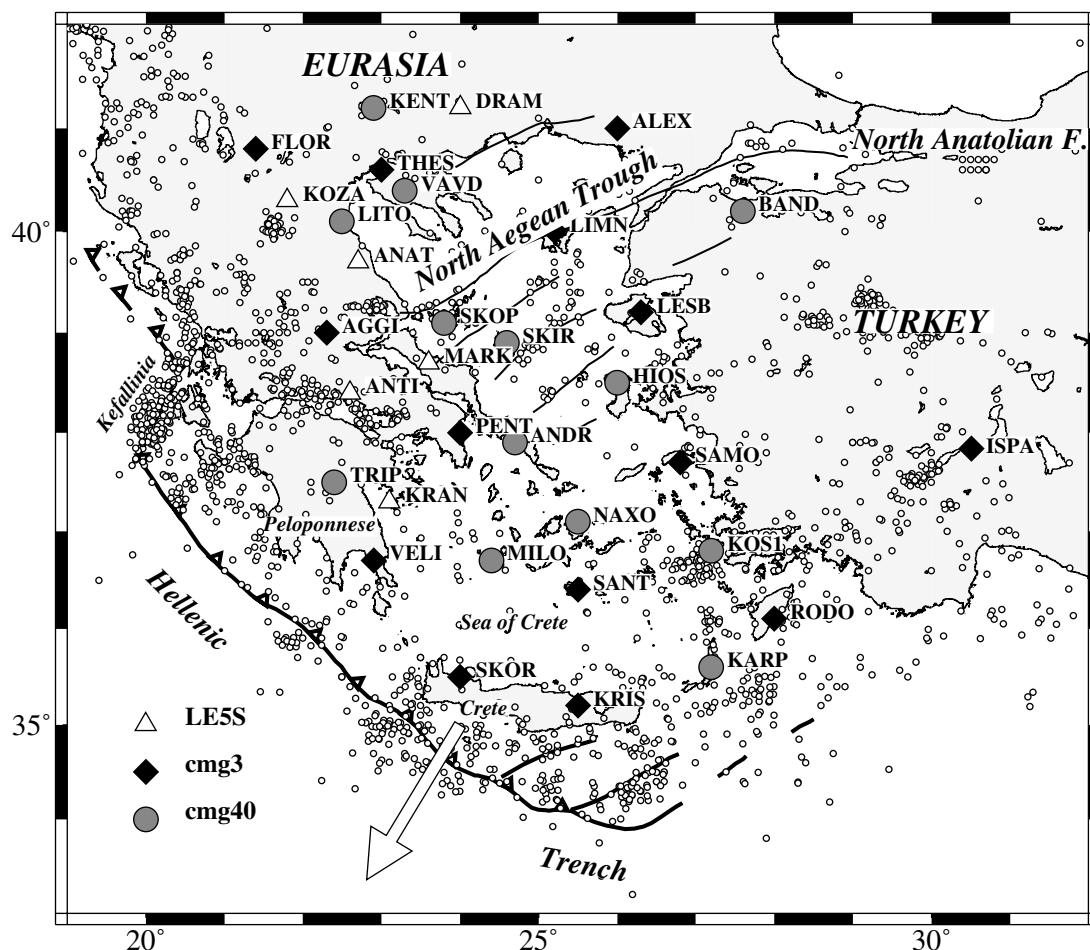 EURASIA
KENT
DRAM
ALEX
FLOR
THES
North Anatolian F.
VAVD
KOZA
LITO
BAND
North Aegean Trough
LIMN
40°
ANAT
SKOP
LESB
AGGI
SKIR
TURKEY
MARK
HIOS
ANTI
Kefallinia
PENT
ANDR
ISPA
SAMO
TRIP
KRAN
NAXO
Peloponnese
KOS1
VELI
MILO
SANT
Hellenic
RODO
Sea of Crete
KARP
SKOR
KRIS
Crete
LE5S
35°
cmg3
cmg40
Trench
20°
25°
30°